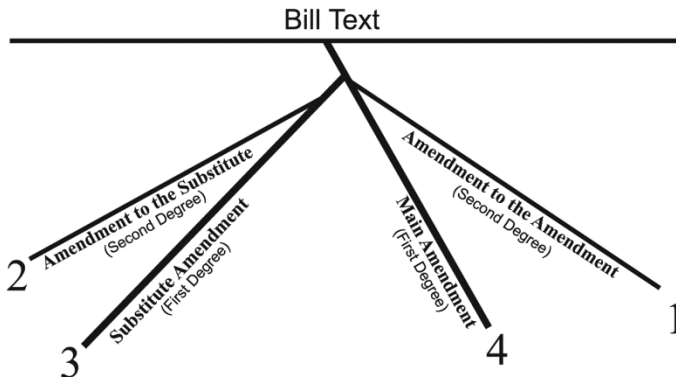 Bill Text
Amendment to the Substitute
(Second Degree)
2
Substitute Amendment
(First Degree)
3
Main Amendment
(First Degree)
4
Amendment to the Amendment
(Second Degree)
1